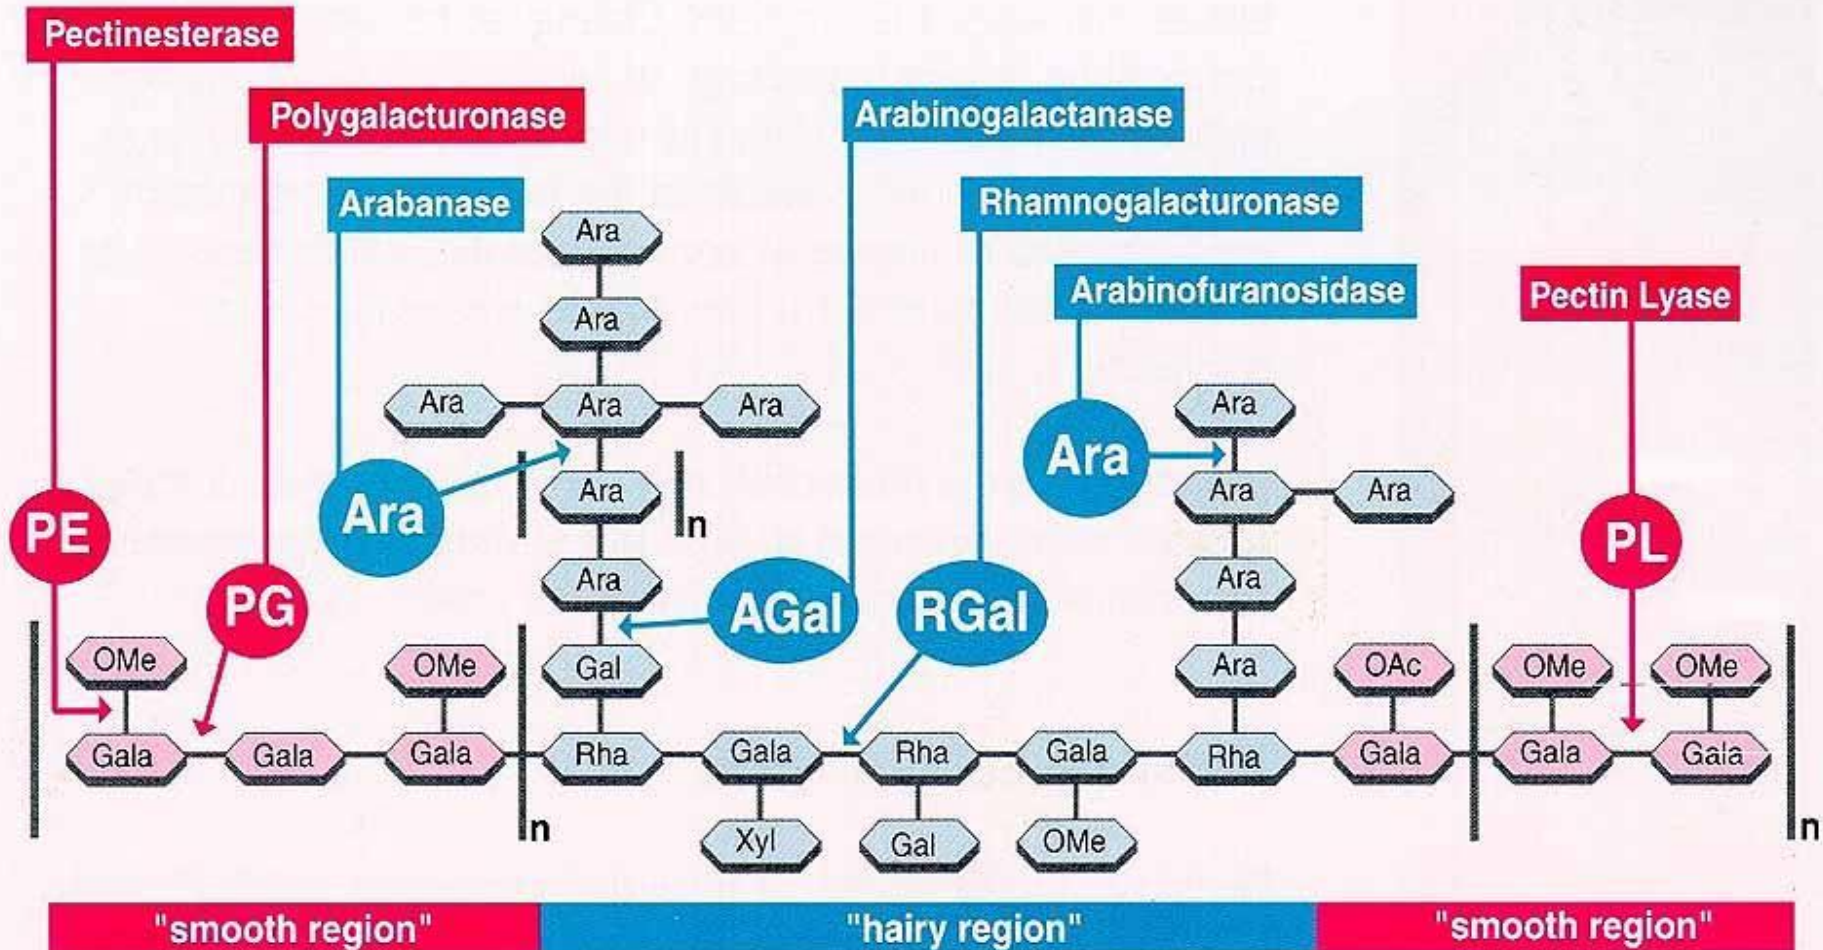 Pectinesterase
Polygalacturonase
Arabinogalactanase
Arabanase
Rhamnogalacturonase
Arabinofuranosidase
Pectin Lyase
Ara
Ara
Ara Ara Ara
Ara
Ara
Ara
Ara
Ara Ara
n
Ara
PE
PL
Ara
Ara
PG
AGal
RGal
OMe
OMe
Gal
Ara
OAc
OMe
OMe
Gala
Gala
Gala
Rha
Gala
Rha
Gala
Rha
Gala
Gala
Gala
n
Xyl
Gal
OMe
n
"smooth region"
"hairy region"
"smooth region"